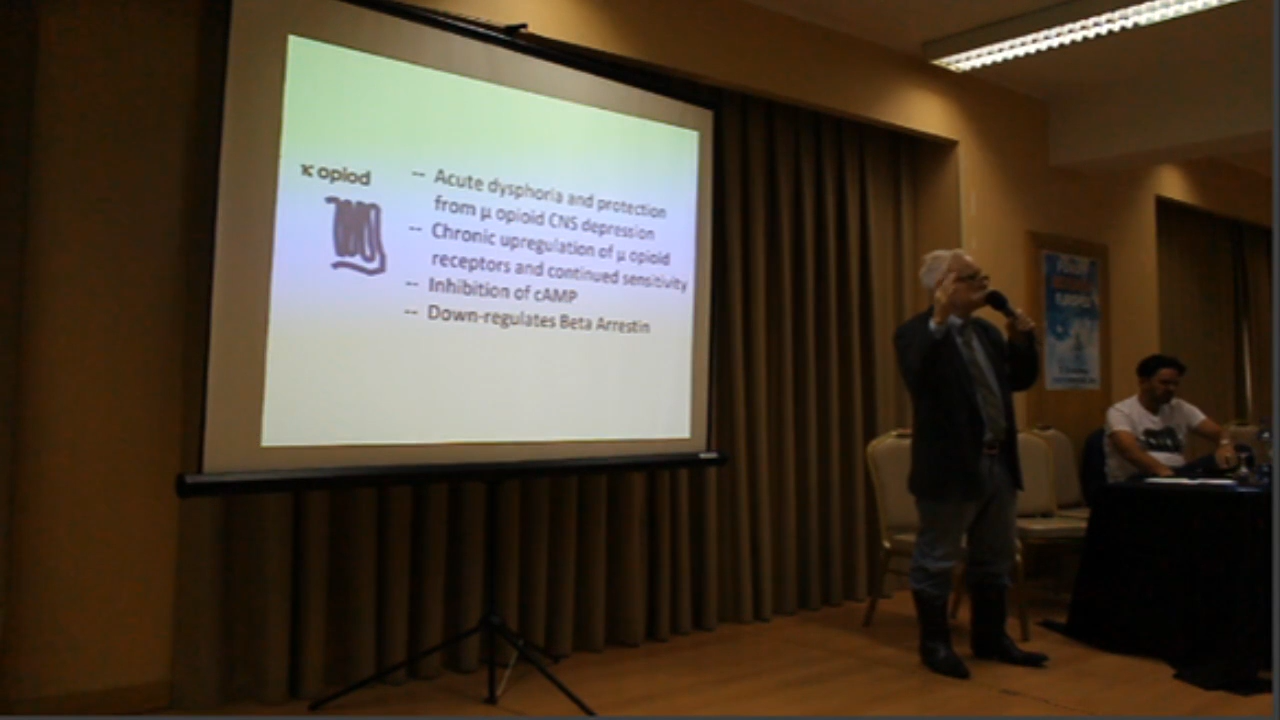 κ opiod
-- Acute dysphoria and protection
from μ opioid CNS depression
-- Chronic upregulation of μ opioid
receptors and continued sensitivity
-- Inhibition of cAMP
-- Down-regulates Beta Arrestin